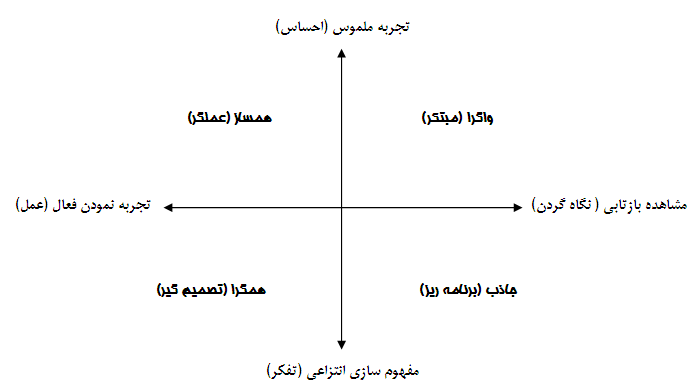 تجربه ملموس (احساس)
واگرا (مبتکر)
همساز (عملگر)
مشاهده بازتابی ( نگاه گردن)
تجربه نمودن فعال (عمل)
جاذب (برنامه ریز)
همگرا (تصمیم گیر)
مفهوم سازی انتزاعی (تفکر)